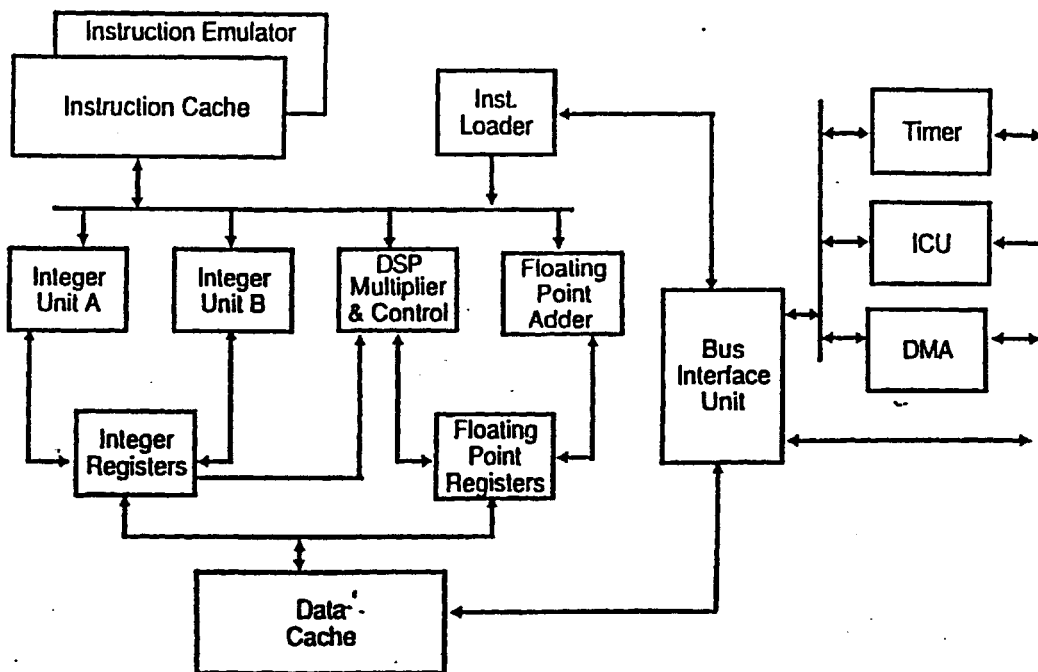 Instruction Emulator
Instruction Cache
Inst.
Loader
Timer
ICU
DMA
Integer
Unit A
Integer
Unit B
DSP
Multiplier
& Control
Floating
Point
Adder
Bus
Interface
Unit
Integer
Registers
Floating
Point
Registers
Data
Cache